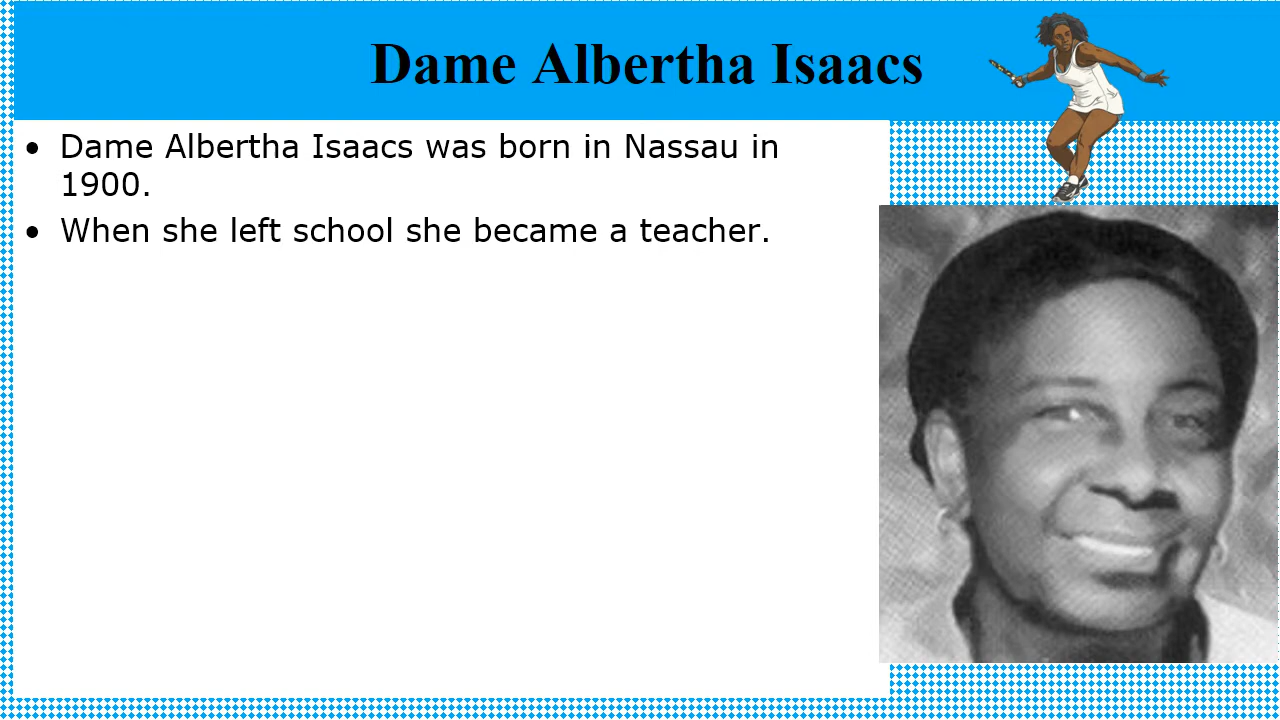 Dame Albertha Isaacs
• Dame Albertha Isaacs was born in Nassau in
1900.
• When she left school she became a teacher.